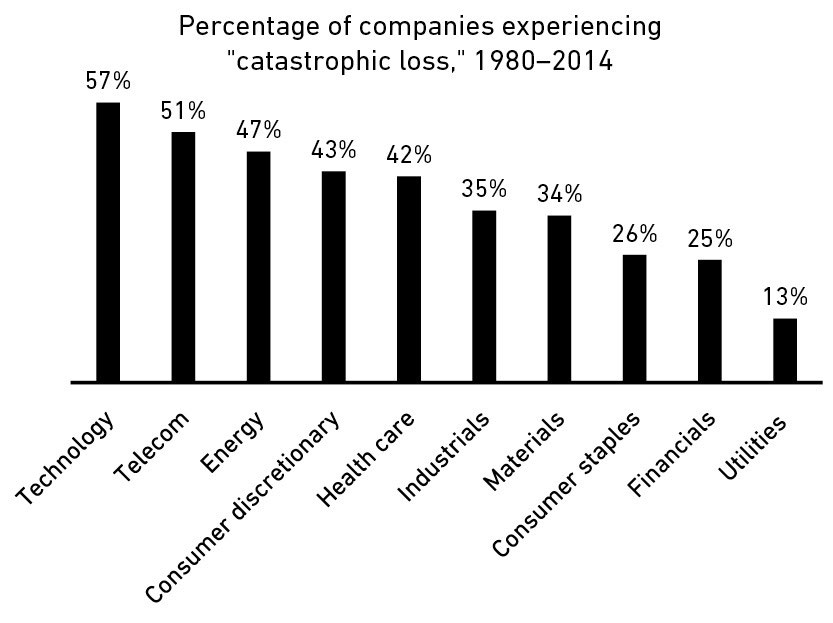 Percentage of companies experiencing
"catastrophic loss," 1980–2014
57%
51%
47%
43%
42%
35%
34%
26%
25%
13%
Technology
Telecom
Energy
Consumer discretionary
Health care
Industrials
Materials
Consumer staples
Financials
Utilities